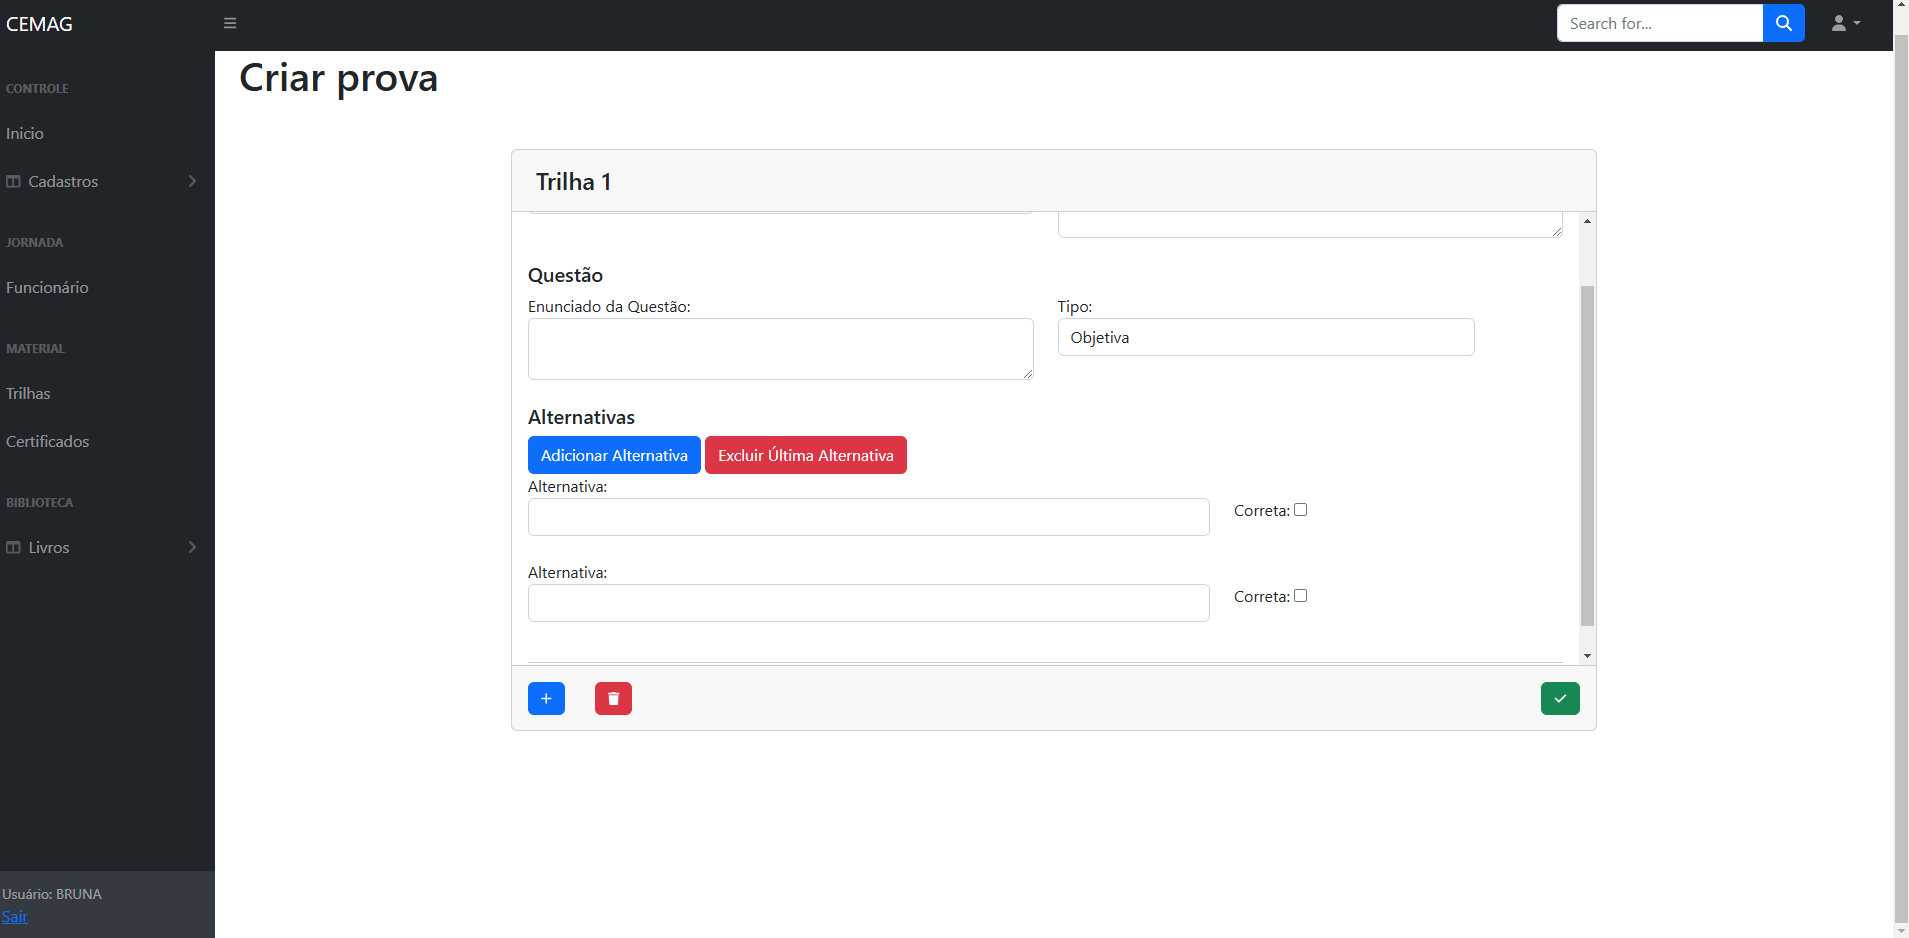 CEMAG
Search for...
CONTROLE
Inicio
Cadastros
JORNADA
Funcionário
MATERIAL
Trilhas
Certificados
BIBLIOTECA
Livros
Usuário: BRUNA
Sair
Criar prova
Trilha 1
Questão
Enunciado da Questão:
Tipo:
Objetiva
Alternativas
Adicionar Alternativa
Excluir Última Alternativa
Alternativa:
Correta:
Alternativa:
Correta: